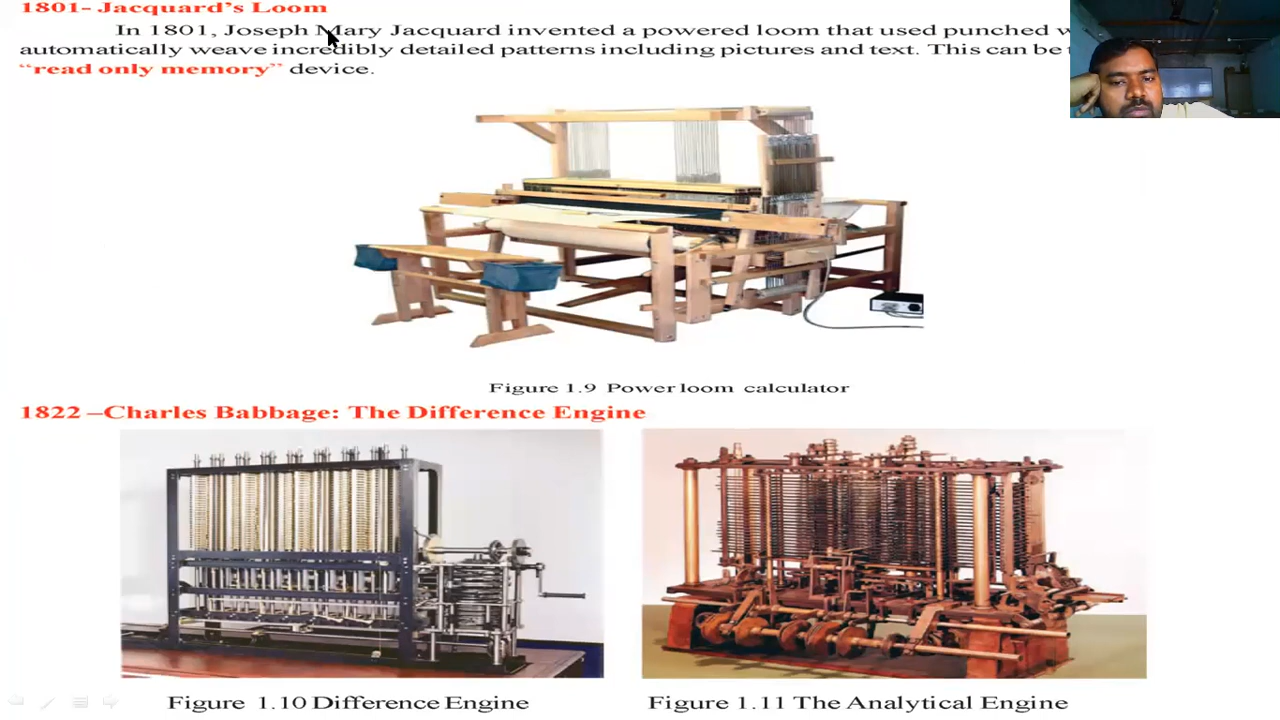 1801- Jacquard's Loom
In 1801, Joseph Mary Jacquard invented a powered loom that used punched
automatically weave incredibly detailed patterns including pictures and text. This can be
“read only memory” device.
Figure 1.9 Power loom calculator
1822 –Charles Babbage: The Difference Engine
Figure 1.10 Difference Engine
Figure 1.11 The Analytical Engine